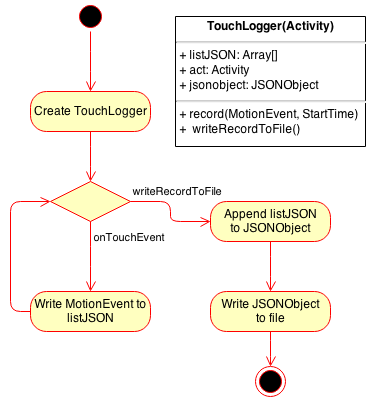 TouchLogger(Activity)
+ listJSON: Array[]
+ act: Activity
+ jsonobject: JSONObject
+ record(MotionEvent, StartTime)
+ writeRecordToFile()
Create TouchLogger
writeRecordToFile
onTouchEvent
Append listJSON
to JSONObject
Write MotionEvent to
listJSON
Write JSONObject
to file